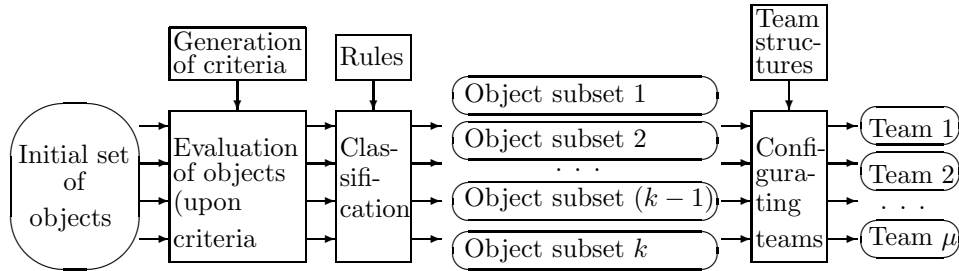 Generation
of criteria
Rules
Team
struc-
tures
Initial set
of
objects
Evaluation
of objects
(upon
criteria
Clas-
sifi-
cation
Object subset 1
Object subset 2
. . .
Object subset (k − 1)
Object subset k
Confi-
gura-
ting
teams
Team 1
Team 2
. . .
Team μ